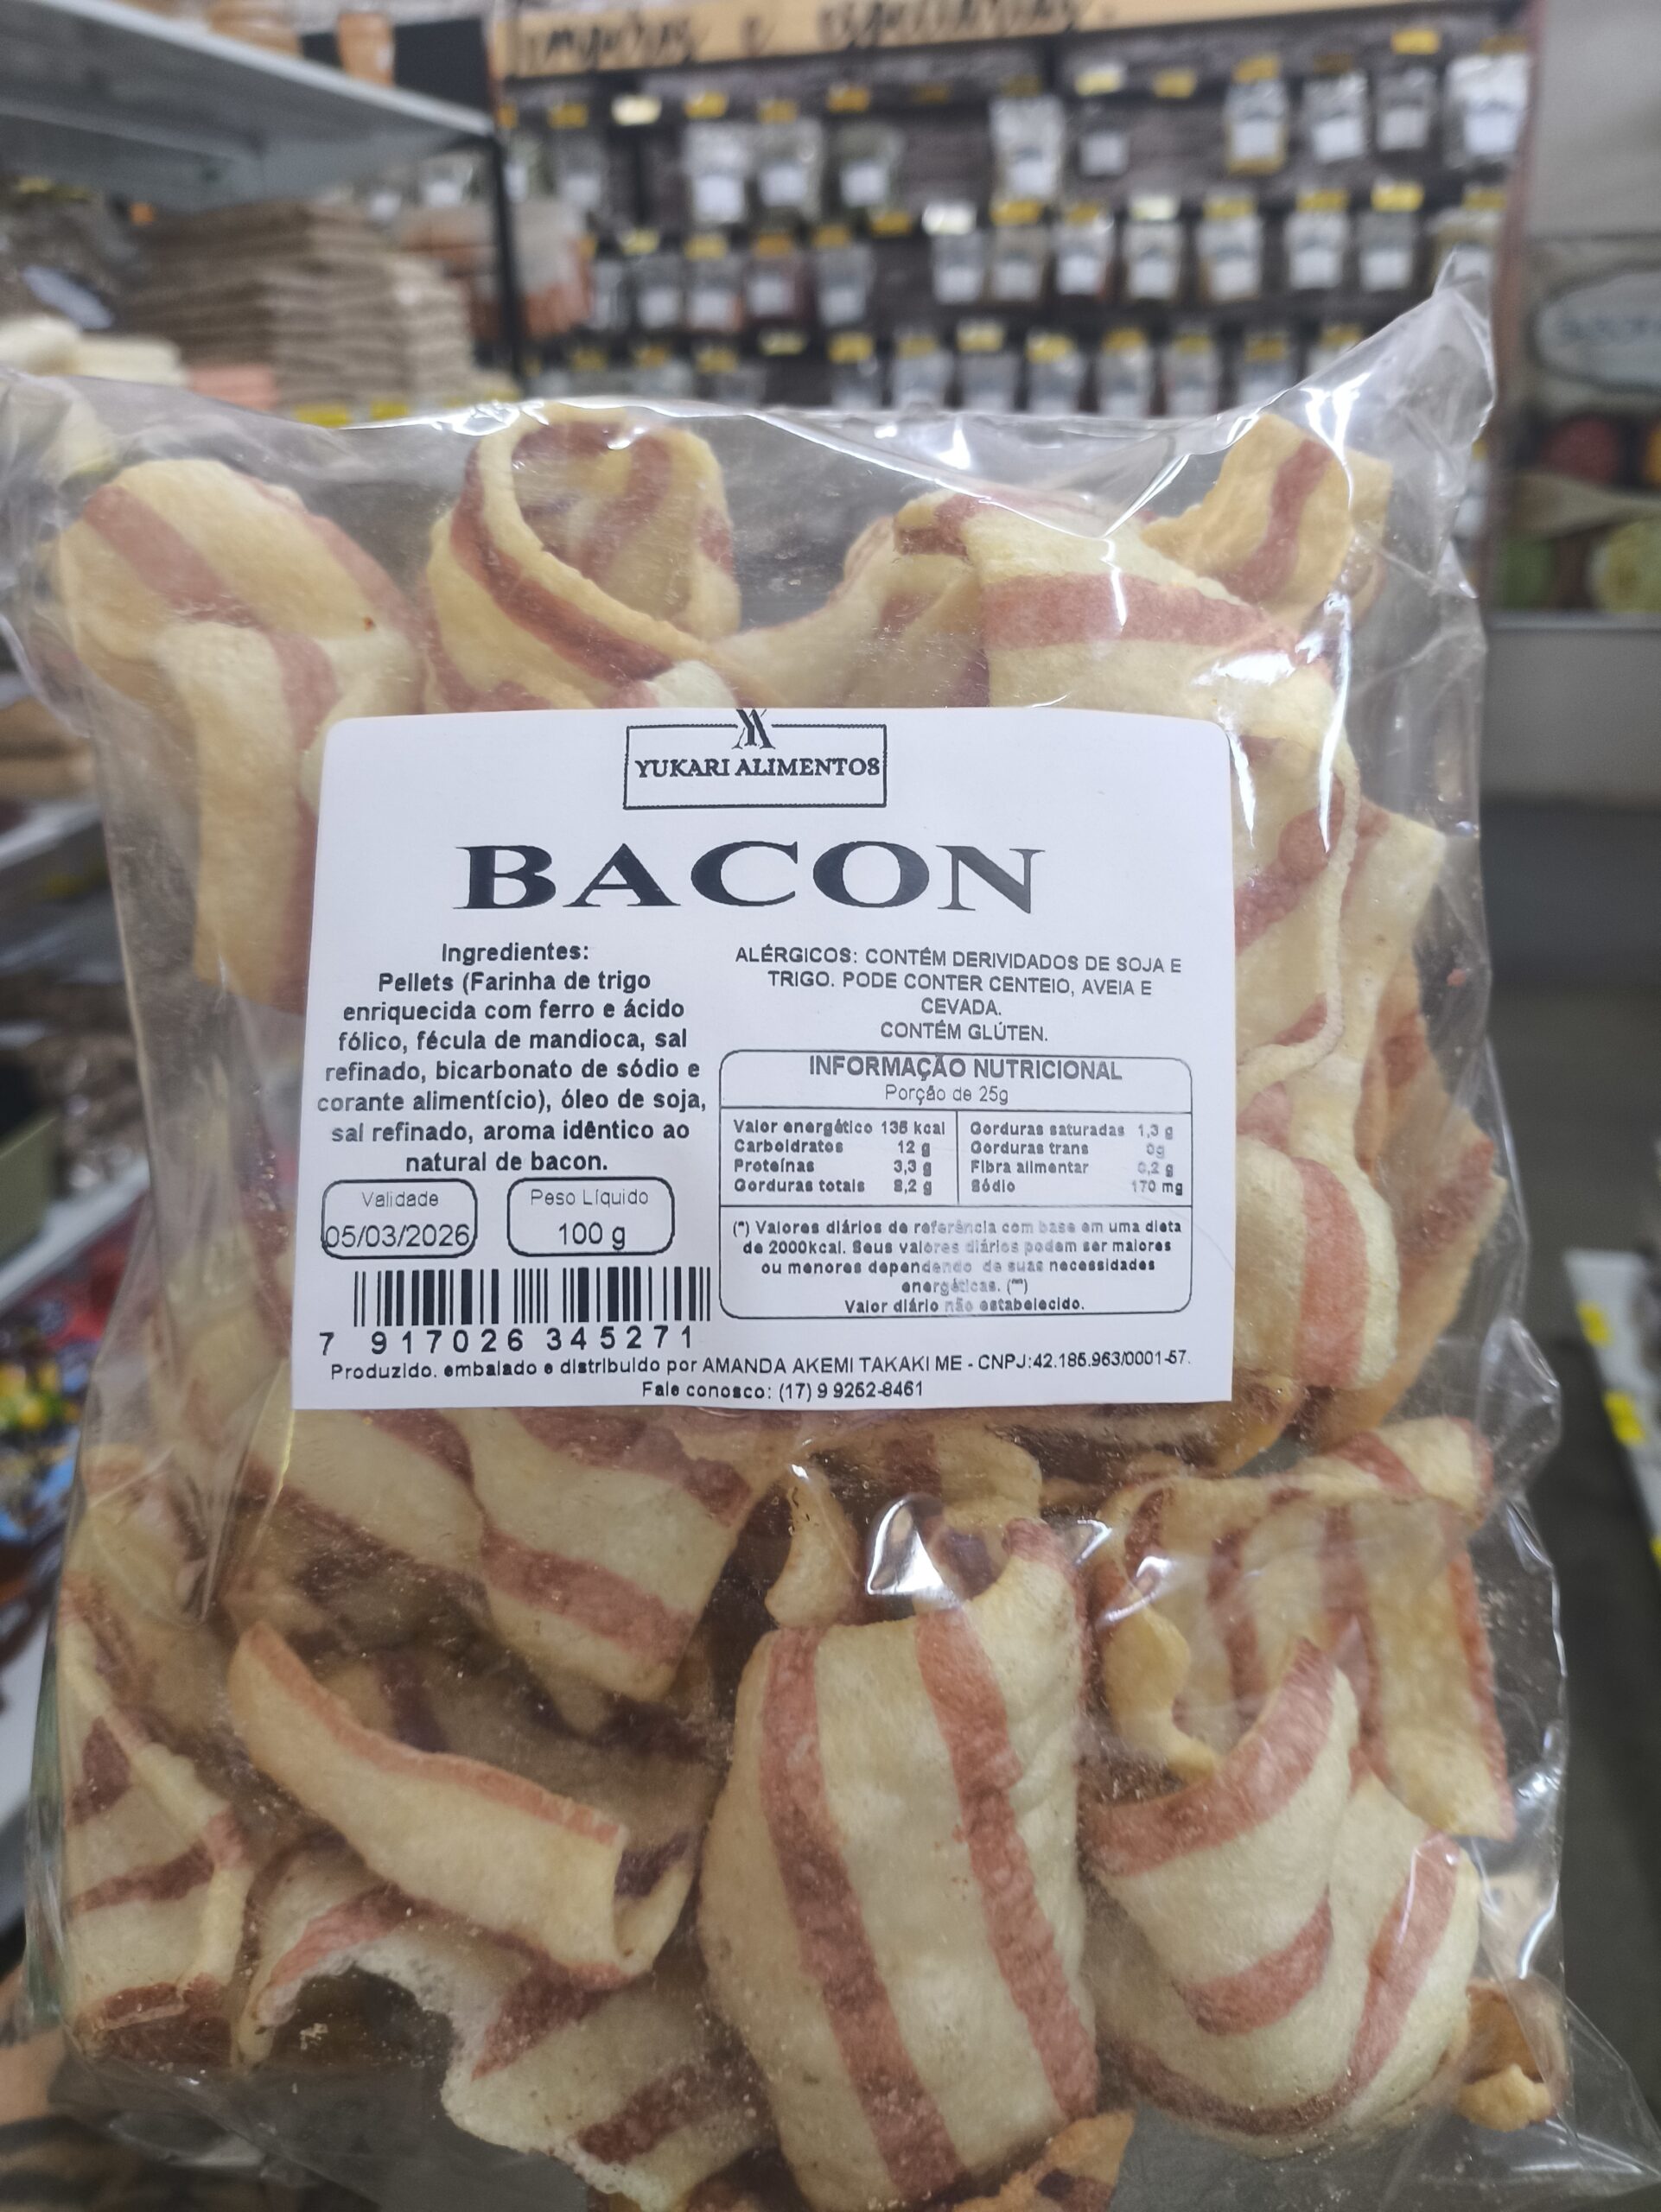 YUKARI ALIMENTOS
BACON
Ingredientes:
Pellets (Farinha de trigo
enriquecida com ferro e ácido
fólico, fécula de mandioca, sal
refinado, bicarbonato de sódio e
corante alimentício), óleo de soja,
sal refinado, aroma idêntico ao
natural de bacon.
Validade
05/03/2026
Peso Líquido
100 g
7 917026 345271
ALÉRGICOS: CONTÉM DERIVIDADOS DE SOJA E
TRIGO. PODE CONTER CENTEIO, AVEIA E
CEVADA.
CONTÉM GLÚTEN.
INFORMAÇÃO NUTRICIONAL
Porção de 25g
Valor energético 136 kcal
Carboidratos 12 g
Proteínas 3,3 g
Gorduras totais 8,2 g
Gorduras saturadas 1,3 g
Gorduras trans 0g
Fibra alimentar 0,2 g
Sódio 170 mg
(*) Valores diários de referência com base em uma dieta
de 2000kcal. Seus valores diários podem ser maiores
ou menores dependendo de suas necessidades
energéticas. (**)
Valor diário não estabelecido.
Produzido. embalado e distribuido por AMANDA AKEMI TAKAKI ME - CNPJ:42.185.963/0001-57.
Fale conosco: (17) 9 9252-8461